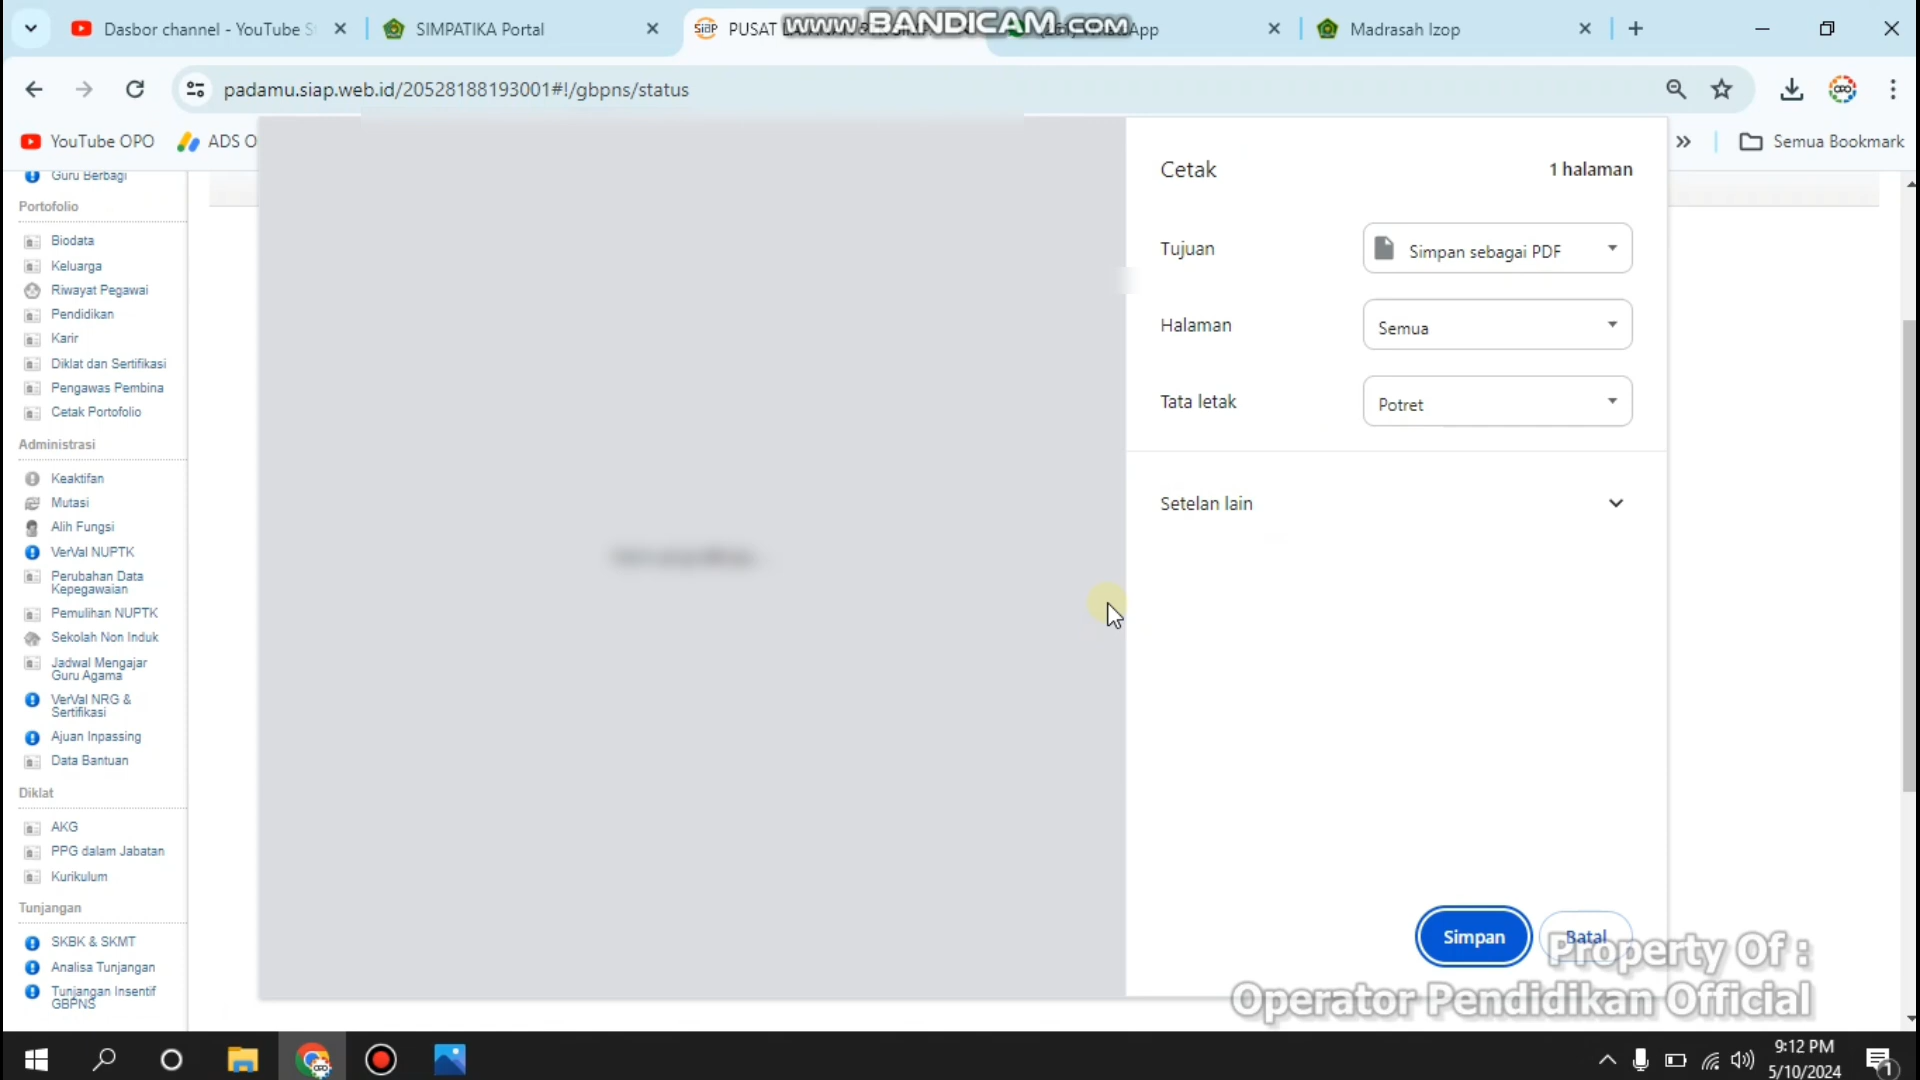 Dasbor channel - YouTube S
SIMPATIKA Portal
PUSAT
www.BANDICAM.com
App
Madrasah Izop
padamu.siap.web.id/20528188193001#!/gbpns/status
YouTube OPO
ADS O
Semua Bookmark
Guru Berbagi
Portofolio
Biodata
Keluarga
Riwayat Pegawai
Pendidikan
Karir
Diklat dan Sertifikasi
Pengawas Pembina
Cetak Portofolio
Administrasi
Keaktifan
Mutasi
Alih Fungsi
VerVal NUPTK
Perubahan Data
Kepegawaian
Pemulihan NUPTK
Sekolah Non Induk
Jadwal Mengajar
Guru Agama
VerVal NRG &
Sertifikasi
Ajuan Inpassing
Data Bantuan
Diklat
AKG
PPG dalam Jabatan
Kurikulum
Tunjangan
SKBK & SKMT
Analisa Tunjangan
Tunjangan Insentif
GBPNS
Cetak
1 halaman
Tujuan
Simpan sebagai PDF
Halaman
Semua
Tata letak
Potret
Setelan lain
Simpan
Batal
Property Of :
Operator Pendidikan Official
9:12 PM
5/10/2024
1